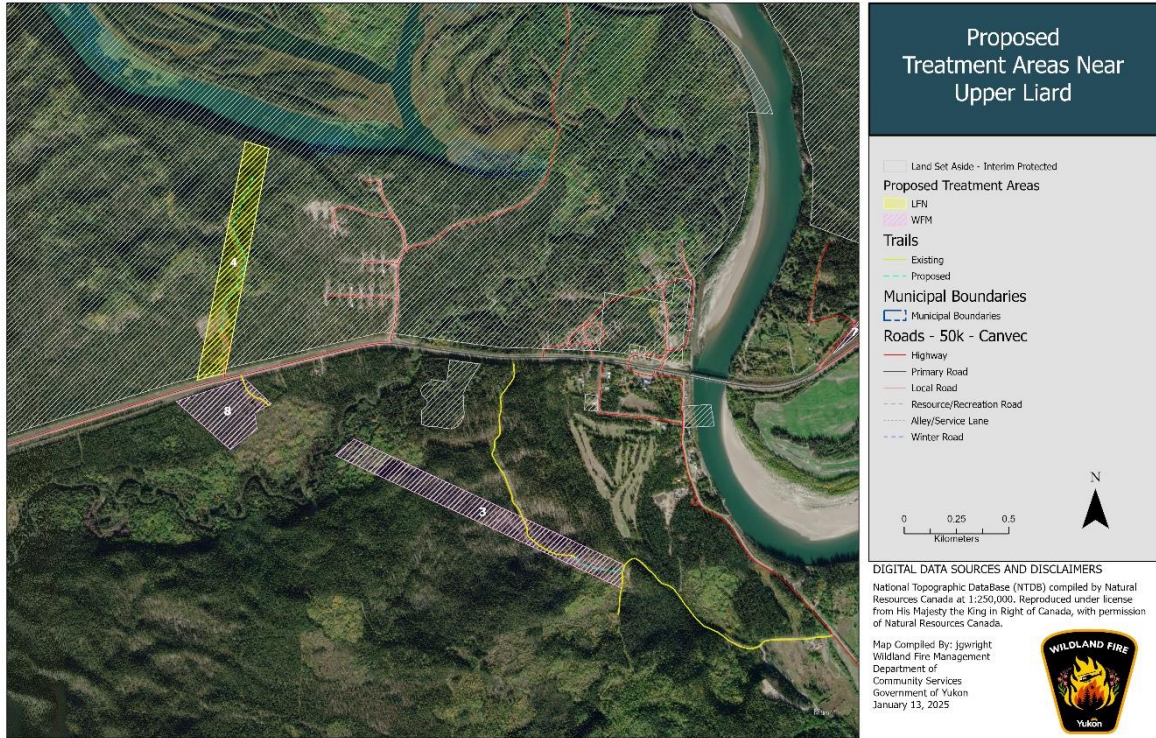 Proposed
Treatment Areas Near
Upper Liard
Land Set Aside - Interim Protected
Proposed Treatment Areas
LFN
WFM
Trails
Existing
Proposed
Municipal Boundaries
Municipal Boundaries
Roads - 50k - Canvec
Highway
Primary Road
Local Road
Resource/Recreation Road
Alley/Service Lane
Winter Road
N
0 0.25 0.5
Kilometers
DIGITAL DATA SOURCES AND DISCLAIMERS
National Topographic DataBase (NTDB) compiled by Natural
Resources Canada at 1:250,000. Reproduced under license
from His Majesty the King in Right of Canada, with permission
of Natural Resources Canada.
Map Compiled By: jgwright
Wildland Fire Management
Department of
Community Services
Government of Yukon
January 13, 2025
WILDLAND FIRE
Yukon
4
8
3
7